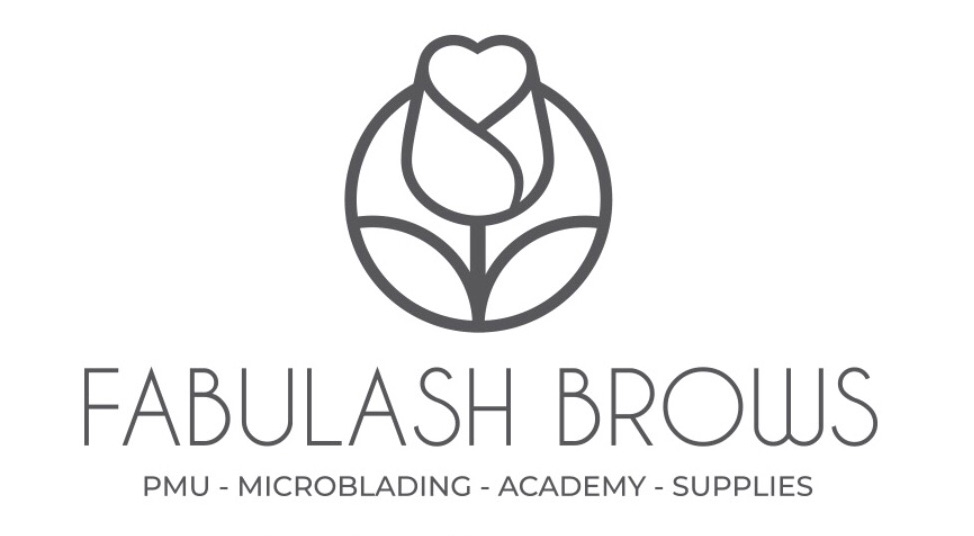 FABULASH BROWS
PMU - MICROBLADING - ACADEMY - SUPPLIES